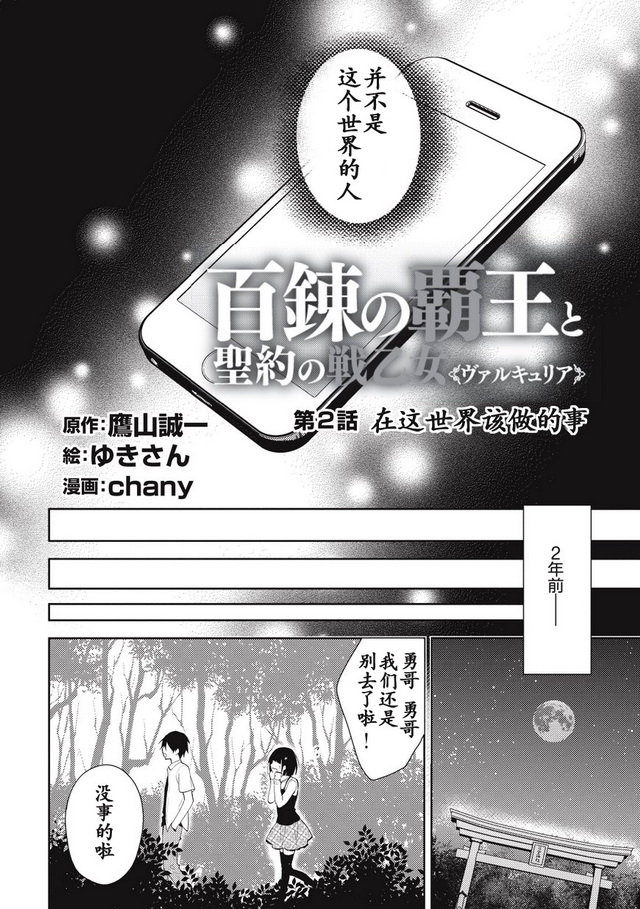 并不是
这个世界的人
百錬の覇王と
聖約の戦乙女《ヴァルキュリア》
第2話 在这世界该做的事
原作：鷹山誠一
絵：ゆきさん
漫画：chany
2年前——
勇哥 勇哥
我们还是
别去了啦！
没事的啦